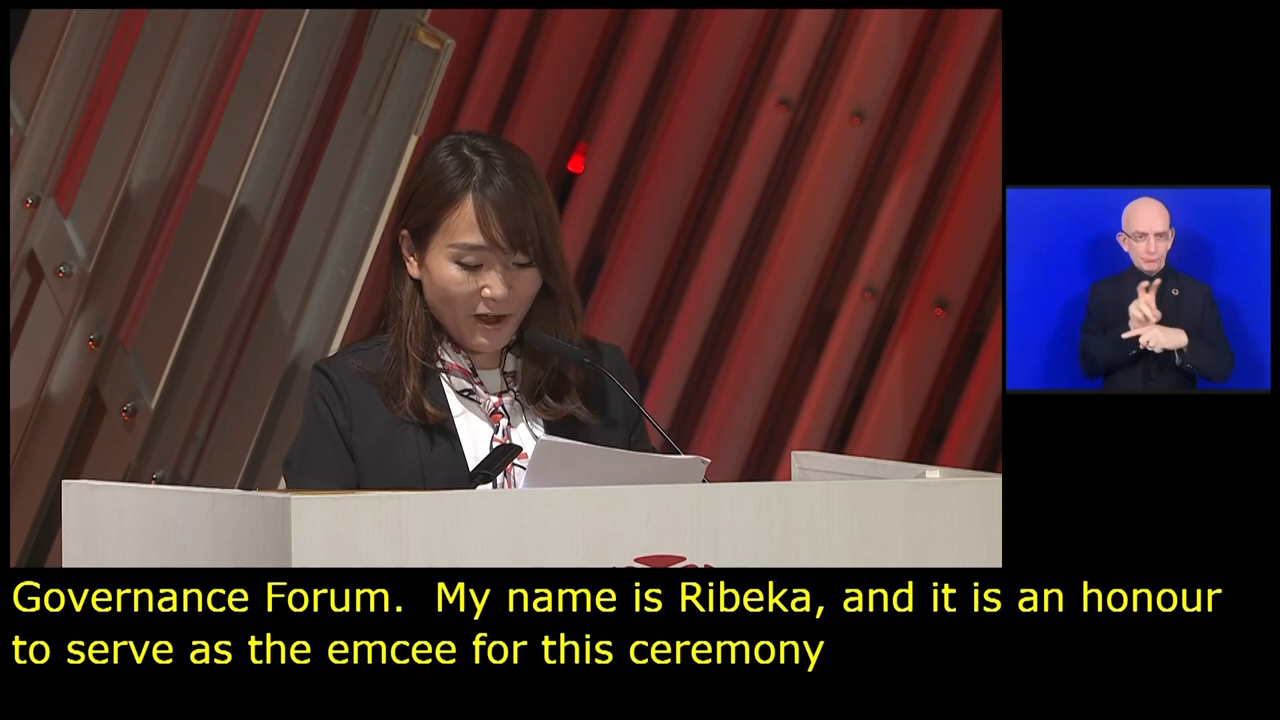 Governance Forum.  My name is Ribeka, and it is an honour
to serve as the emcee for this ceremony